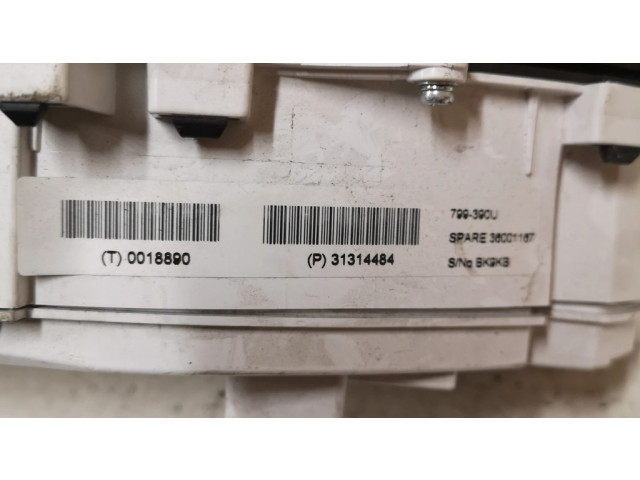 (T) 0018890
(P) 31314484
799-390U
SPARE 36001167
S/No BK9KB